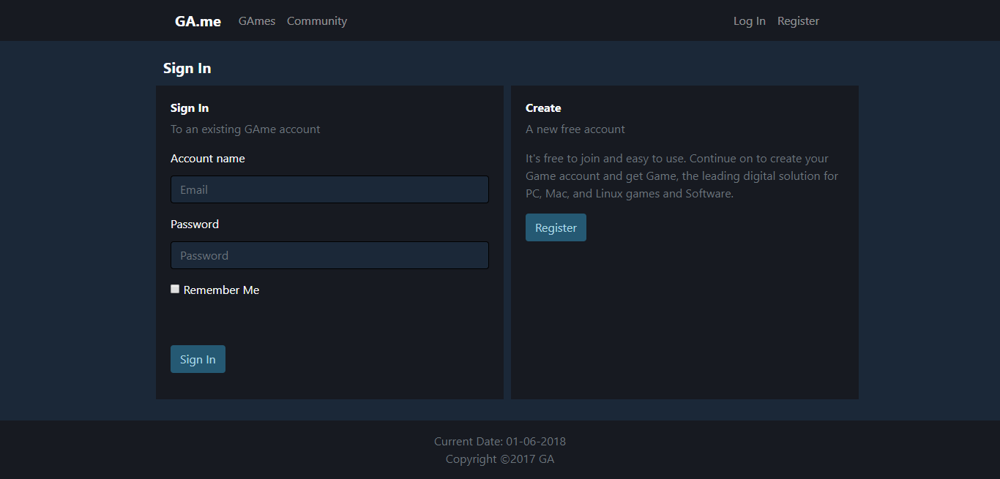 GA.me GAmes Community Log In Register
Sign In
Sign In
To an existing GAme account
Account name
Email
Password
Password
Remember Me
Sign In
Create
A new free account
It's free to join and easy to use. Continue on to create your
Game account and get Game, the leading digital solution for
PC, Mac, and Linux games and Software.
Register
Current Date: 01-06-2018
Copyright ©2017 GA